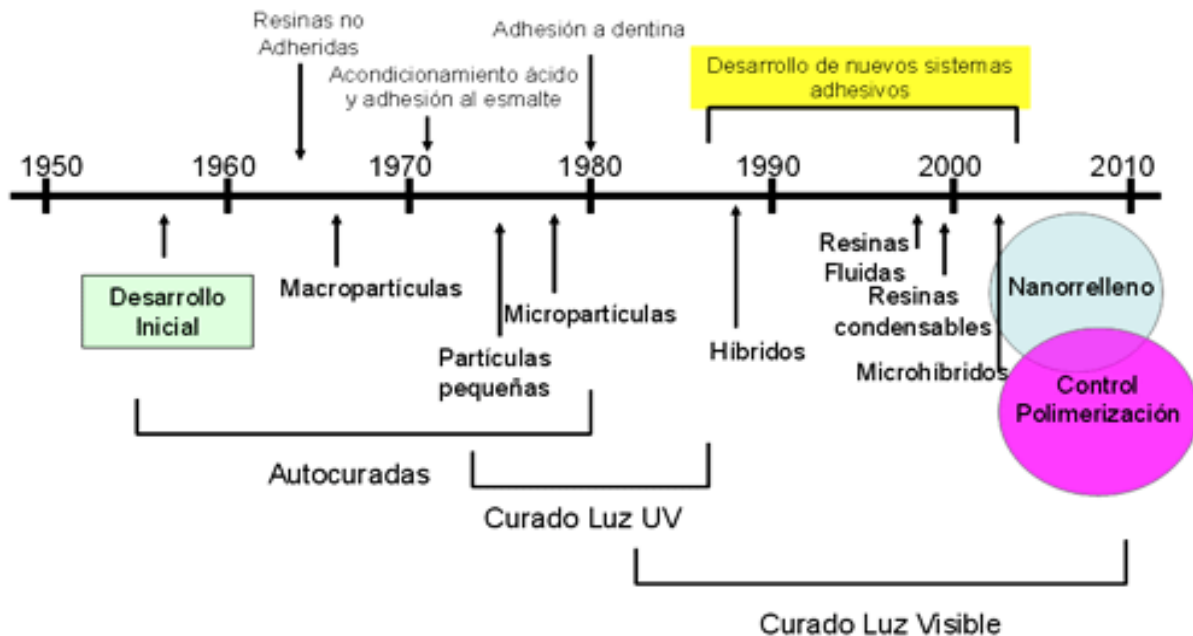 Resinas no
Adheridas
Acondicionamiento ácido
y adhesión al esmalte
Adhesión a dentina
Desarrollo de nuevos sistemas
adhesivos
1950
1960
1970
1980
1990
2000
2010
Desarrollo
Inicial
Macropartículas
Partículas
pequeñas
Micropartículas
Híbridos
Resinas
Fluidas
Resinas
condensables
Microhíbridos
Nanorrelleno
Control
Polimerización
Autocuradas
Curado Luz UV
Curado Luz Visible